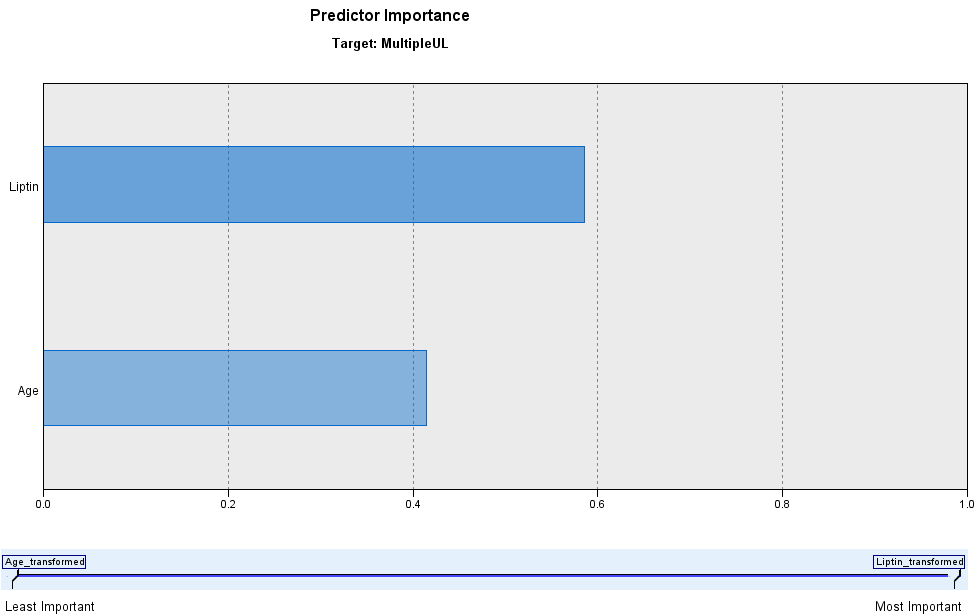 Predictor Importance
Target: MultipleUL
Liptin
Age
0.0 0.2 0.4 0.6 0.8 1.0
Age_transformed Liptin_transformed
Least Important Most Important